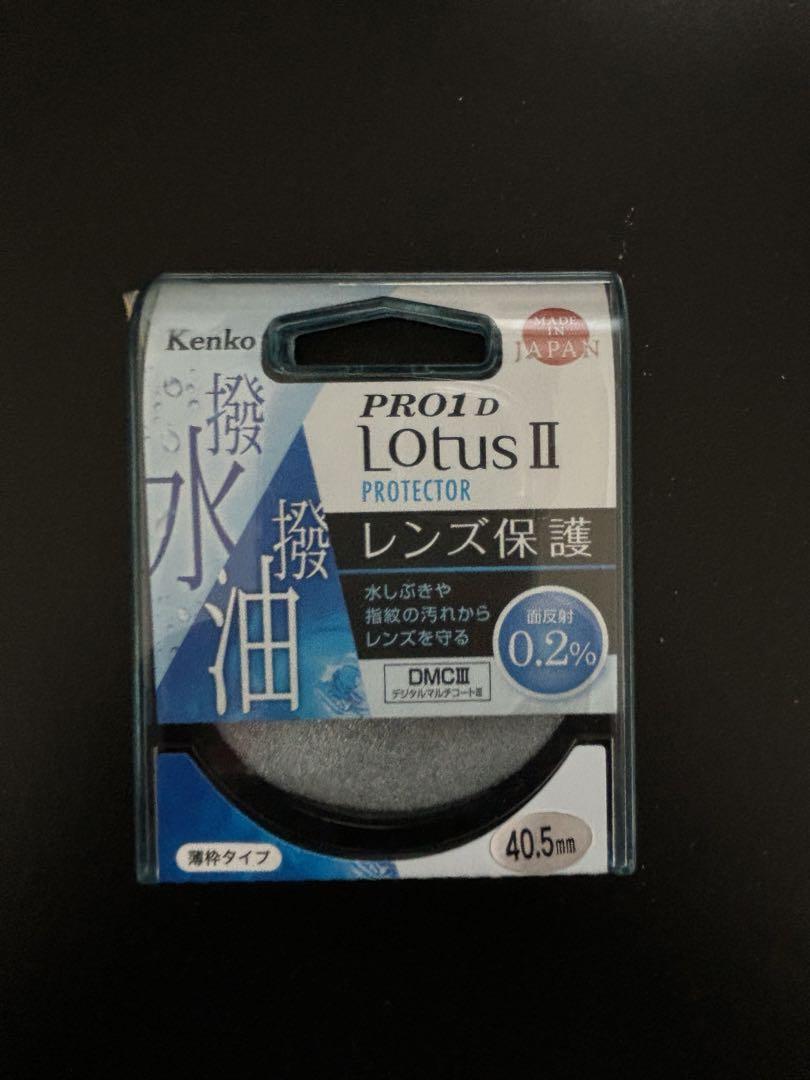 Kenko
MADE
IN
JAPAN
撥水
撥油
PRO1 D
Lotus II
PROTECTOR
レンズ保護
水しぶきや
指紋の汚れから
レンズを守る
面反射
0.2%
DMCIII
デジタルマルチコートIII
薄枠タイプ
40.5mm